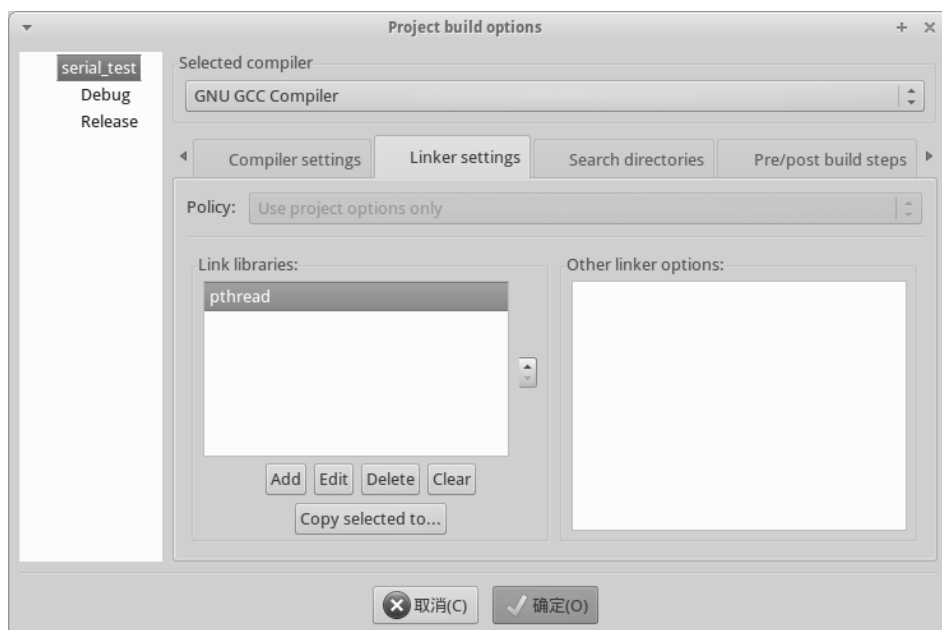 Project build options
serial_test
Debug
Release
Selected compiler
GNU GCC Compiler
Compiler settings
Linker settings
Search directories
Pre/post build steps
Policy:
Use project options only
Link libraries:
pthread
Add
Edit
Delete
Clear
Copy selected to...
Other linker options:
取消(C)
确定(O)